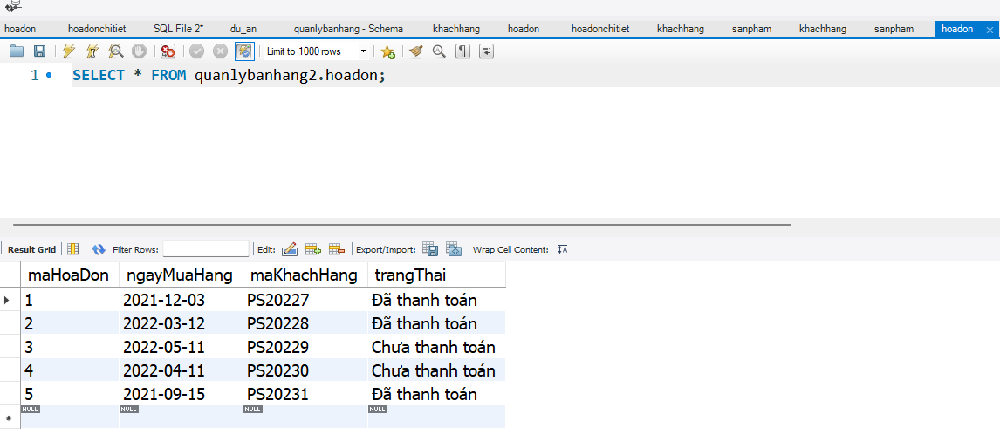 hoadon hoadonchitiet SQL File 2* du_an quanlybanhang - Schema khachhang hoadon hoadonchitiet khachhang sanpham khachhang sanpham hoadon ×
Limit to 1000 rows
1 SELECT * FROM quanlybanhang2.hoadon;
Result Grid Filter Rows: Edit: Export/Import: Wrap Cell Content: IA
maHoaDon ngayMuaHang maKhachHang trangThai
1 2021-12-03 PS20227 Đã thanh toán
2 2022-03-12 PS20228 Đã thanh toán
3 2022-05-11 PS20229 Chưa thanh toán
4 2022-04-11 PS20230 Chưa thanh toán
5 2021-09-15 PS20231 Đã thanh toán
NULL NULL NULL NULL